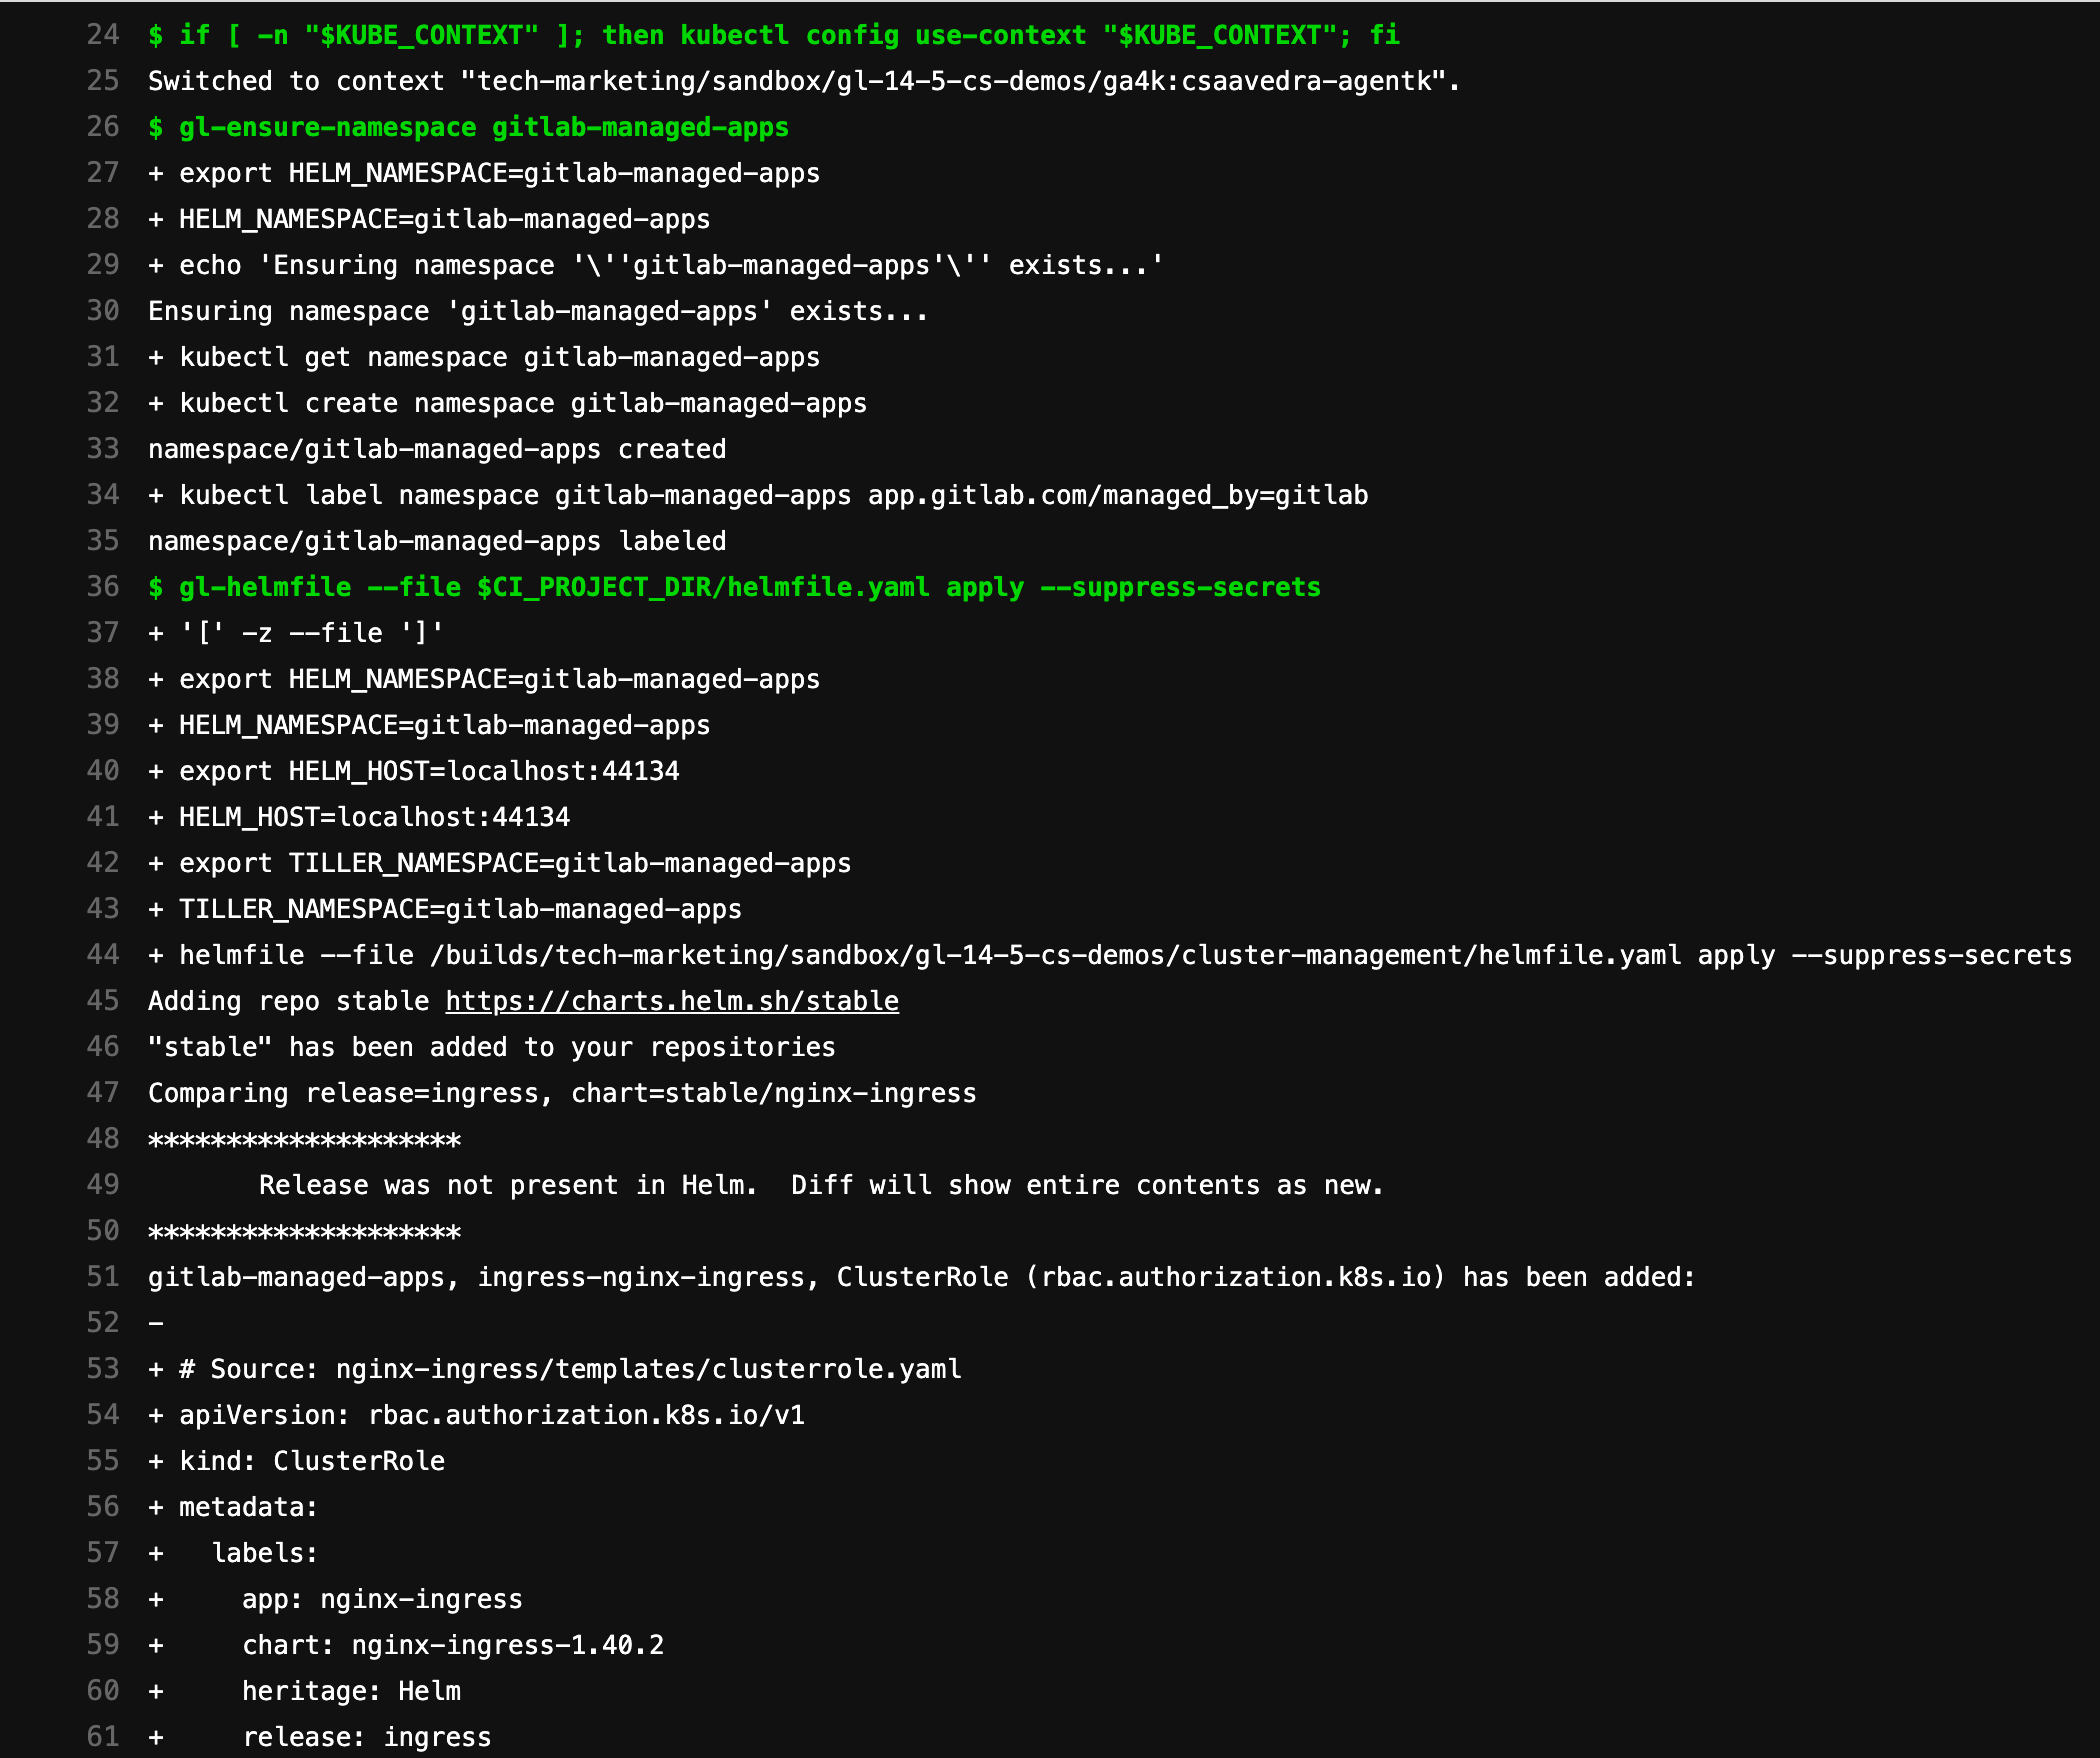 24 $ if [ -n "$KUBE_CONTEXT" ]; then kubectl config use-context "$KUBE_CONTEXT"; fi
25 Switched to context "tech-marketing/sandbox/gl-14-5-cs-demos/ga4k:csaavedra-agentk".
26 $ gl-ensure-namespace gitlab-managed-apps
27 + export HELM_NAMESPACE=gitlab-managed-apps
28 + HELM_NAMESPACE=gitlab-managed-apps
29 + echo 'Ensuring namespace '\''gitlab-managed-apps'\'' exists...'
30 Ensuring namespace 'gitlab-managed-apps' exists...
31 + kubectl get namespace gitlab-managed-apps
32 + kubectl create namespace gitlab-managed-apps
33 namespace/gitlab-managed-apps created
34 + kubectl label namespace gitlab-managed-apps app.gitlab.com/managed_by=gitlab
35 namespace/gitlab-managed-apps labeled
36 $ gl-helmfile --file $CI_PROJECT_DIR/helmfile.yaml apply --suppress-secrets
37 + '[' -z --file ']'
38 + export HELM_NAMESPACE=gitlab-managed-apps
39 + HELM_NAMESPACE=gitlab-managed-apps
40 + export HELM_HOST=localhost:44134
41 + HELM_HOST=localhost:44134
42 + export TILLER_NAMESPACE=gitlab-managed-apps
43 + TILLER_NAMESPACE=gitlab-managed-apps
44 + helmfile --file /builds/tech-marketing/sandbox/gl-14-5-cs-demos/cluster-management/helmfile.yaml apply --suppress-secrets
45 Adding repo stable https://charts.helm.sh/stable
46 "stable" has been added to your repositories
47 Comparing release=ingress, chart=stable/nginx-ingress
48 ********************
49 Release was not present in Helm.  Diff will show entire contents as new.
50 ********************
51 gitlab-managed-apps, ingress-nginx-ingress, ClusterRole (rbac.authorization.k8s.io) has been added:
52 -
53 + # Source: nginx-ingress/templates/clusterrole.yaml
54 + apiVersion: rbac.authorization.k8s.io/v1
55 + kind: ClusterRole
56 + metadata:
57 +   labels:
58 +     app: nginx-ingress
59 +     chart: nginx-ingress-1.40.2
60 +     heritage: Helm
61 +     release: ingress